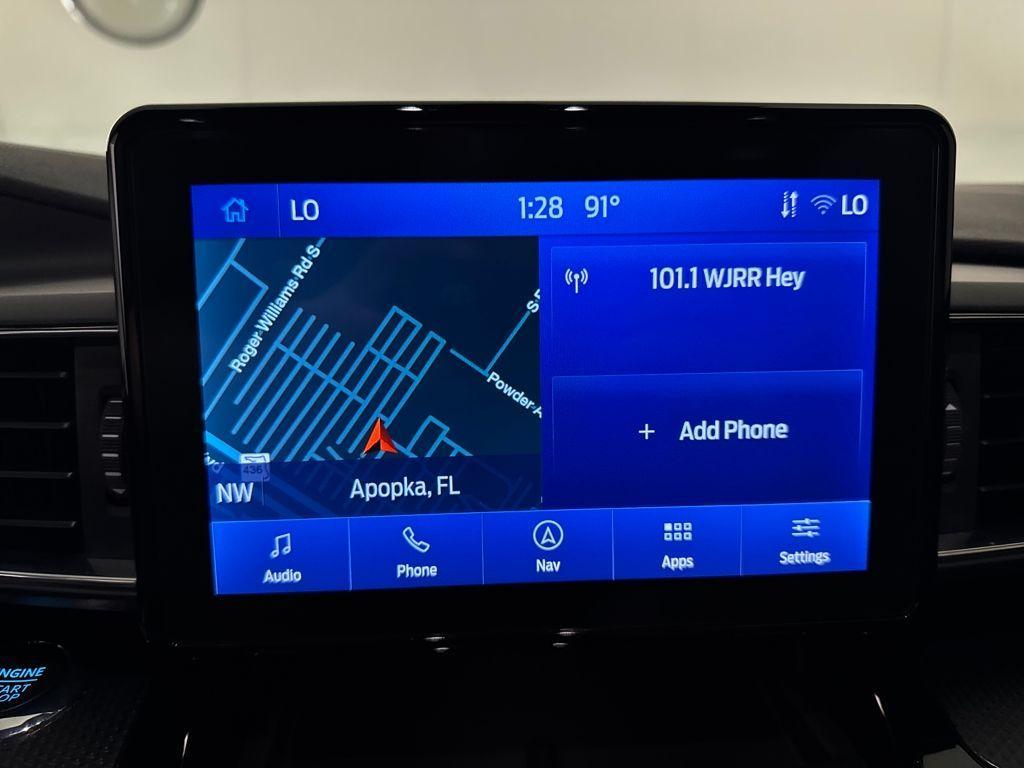 LO
1:28
91°
LO
Roger Williams Rd S
Powder
436
NW
Apopka, FL
101.1 WJRR Hey
+ Add Phone
Audio
Phone
Nav
Apps
Settings
ENGINE
START
STOP